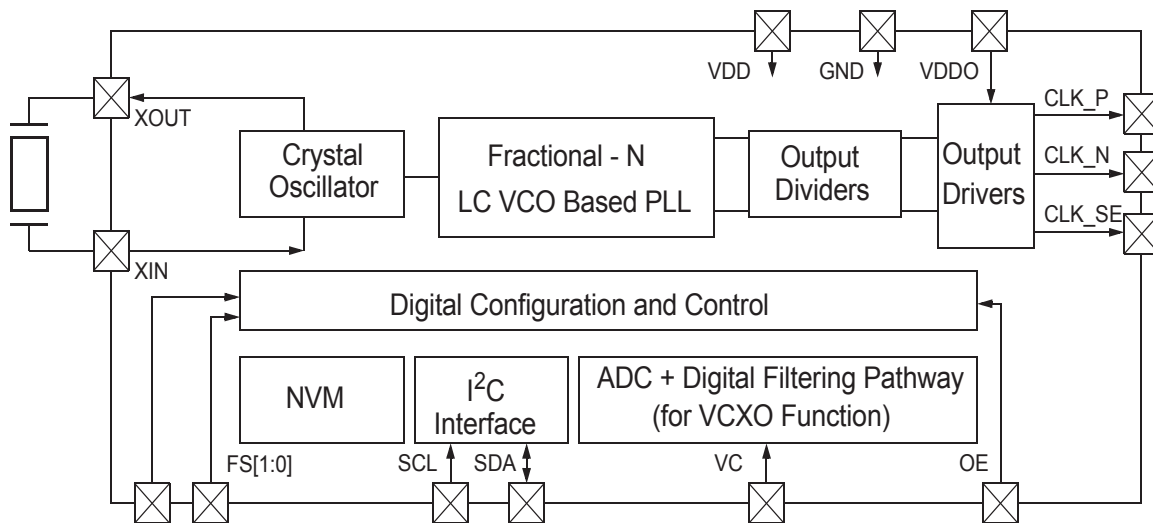 VDD
GND
VDDO
XOUT
CLK_P
Crystal
Oscillator
Fractional - N
LC VCO Based PLL
Output
Dividers
Output
Drivers
CLK_N
CLK_SE
XIN
Digital Configuration and Control
NVM
I²C
Interface
ADC + Digital Filtering Pathway
(for VCXO Function)
FS[1:0]
SCL
SDA
VC
OE